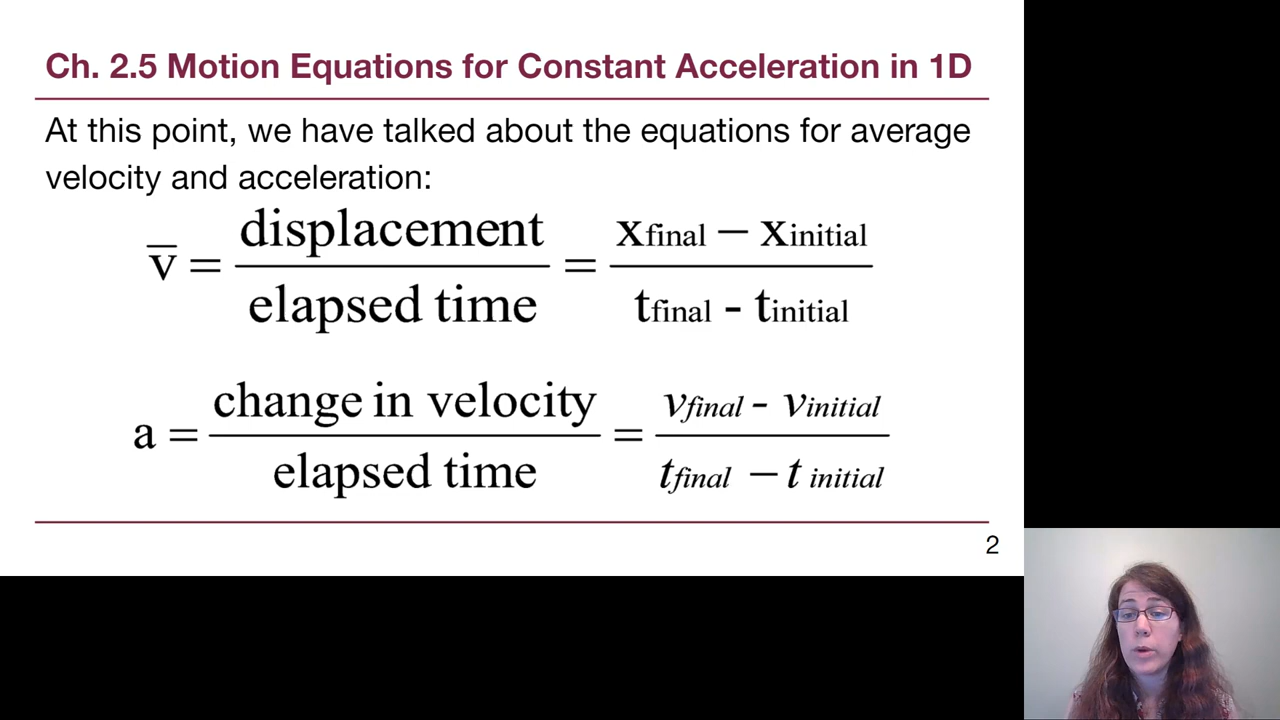 Ch. 2.5 Motion Equations for Constant Acceleration in 1D
At this point, we have talked about the equations for average
velocity and acceleration:
v̅ = displacement / elapsed time = xfinal – xinitial / tfinal - tinitial
a = change in velocity / elapsed time = vfinal - vinitial / tfinal – t initial
2